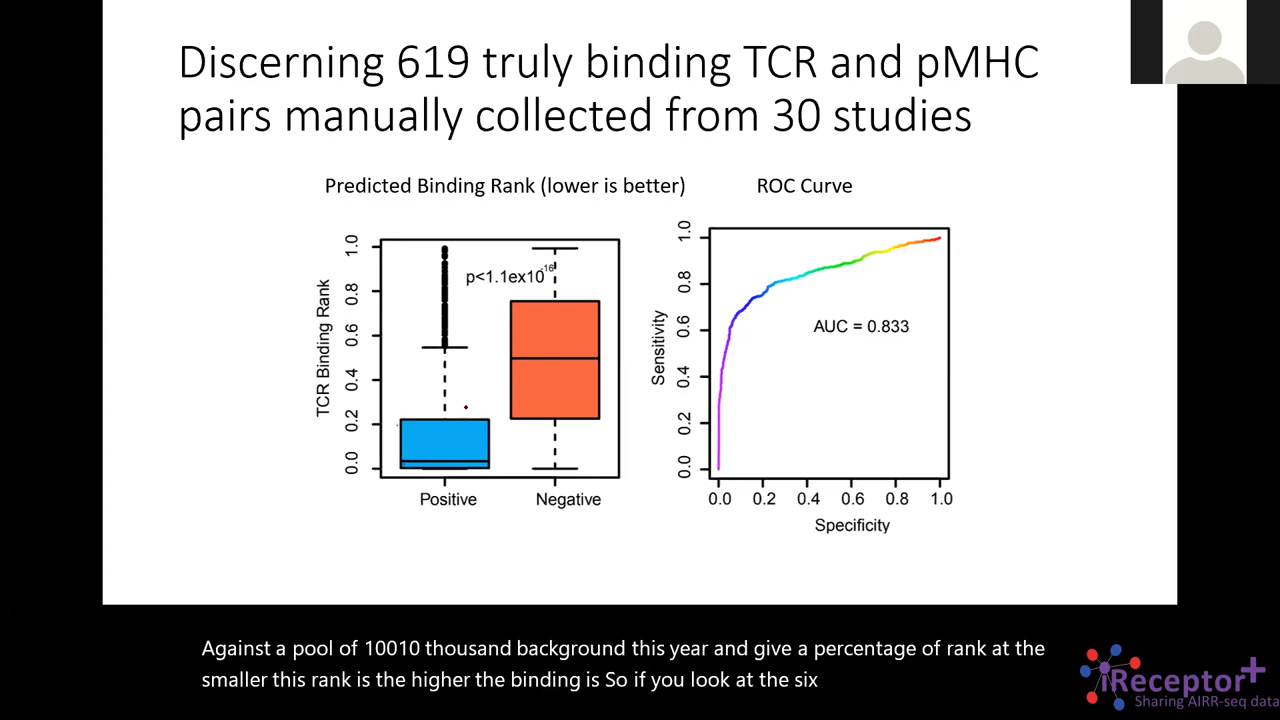 Discerning 619 truly binding TCR and pMHC
pairs manually collected from 30 studies
Predicted Binding Rank (lower is better)
ROC Curve
TCR Binding Rank
1.0
0.8
0.6
0.4
0.2
0.0
p<1.1ex10-16
Positive
Negative
Sensitivity
1.0
0.8
0.6
0.4
0.2
0.0
AUC = 0.833
0.0 0.2 0.4 0.6 0.8 1.0
Specificity
Against a pool of 10010 thousand background this year and give a percentage of rank at the
smaller this rank is the higher the binding is So if you look at the six
iReceptor+
Sharing AIRR-seq data